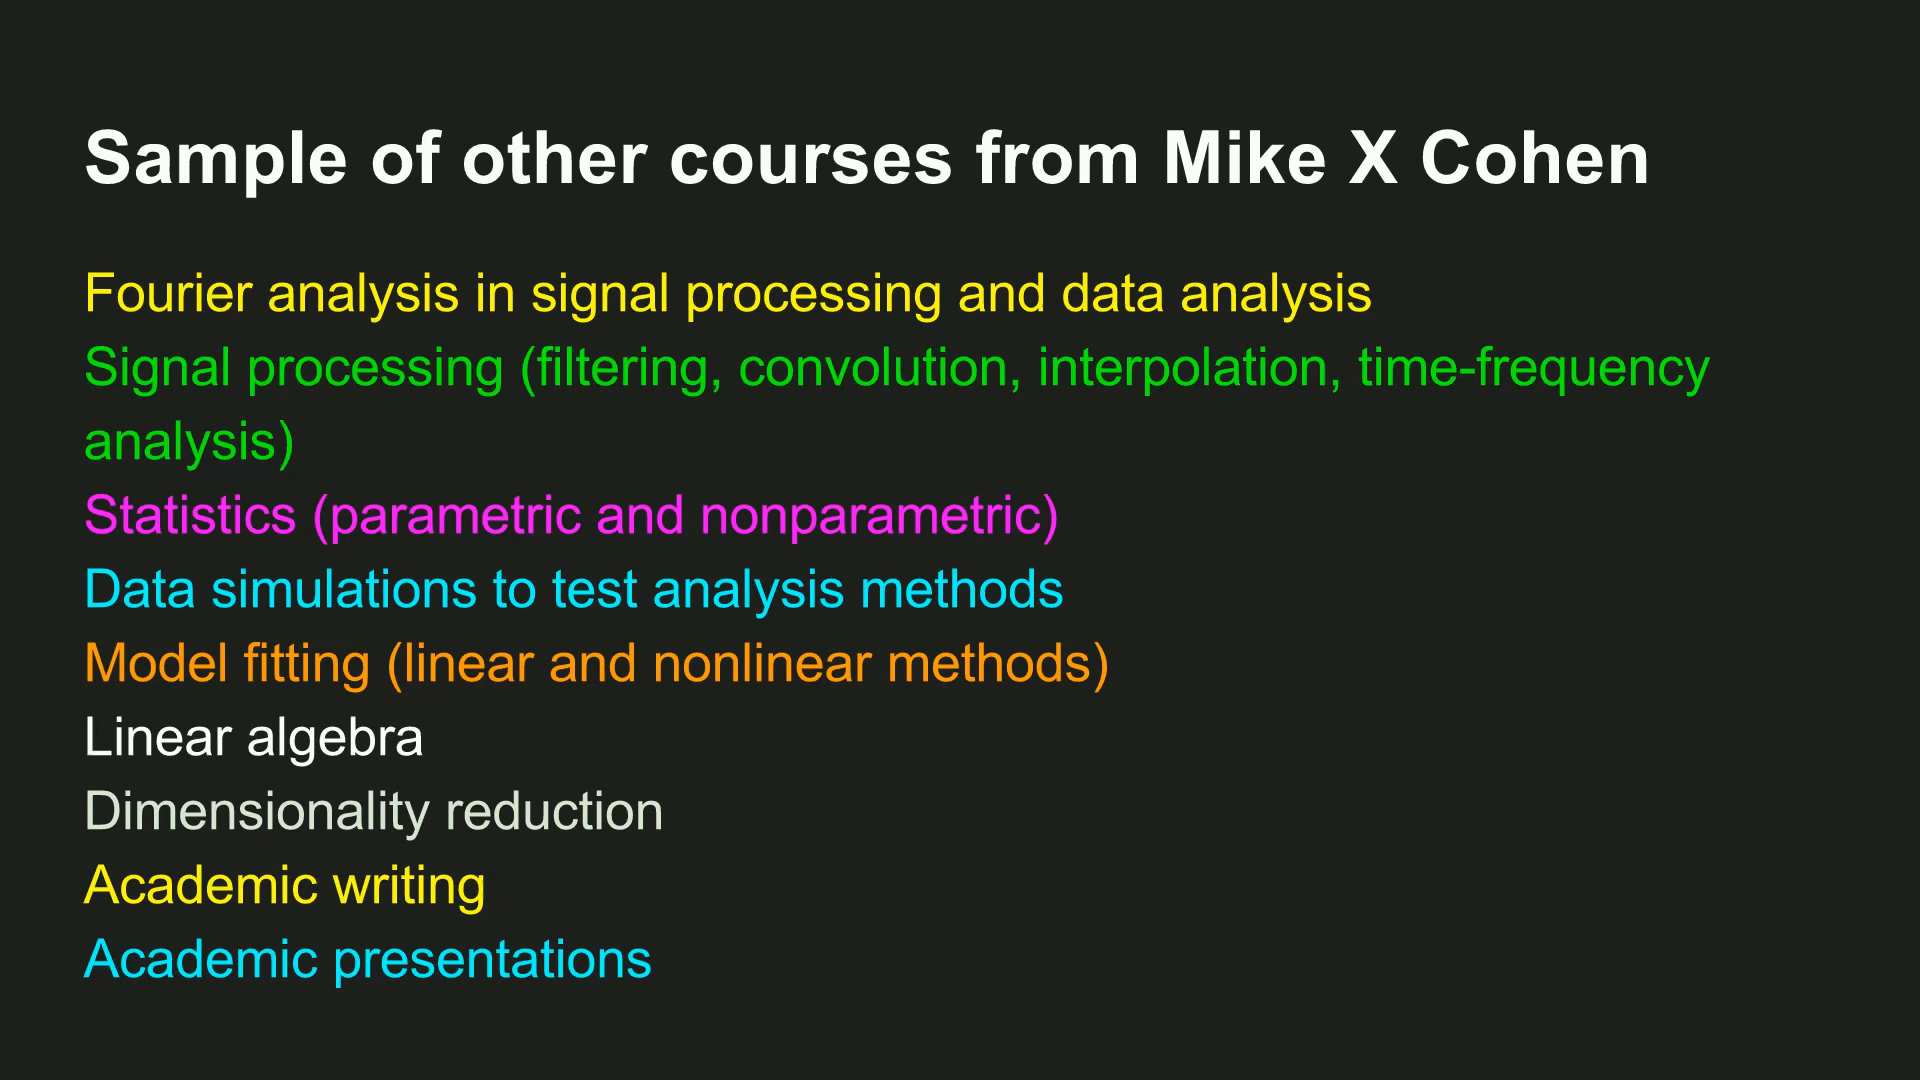 Sample of other courses from Mike X Cohen
Fourier analysis in signal processing and data analysis
Signal processing (filtering, convolution, interpolation, time-frequency
analysis)
Statistics (parametric and nonparametric)
Data simulations to test analysis methods
Model fitting (linear and nonlinear methods)
Linear algebra
Dimensionality reduction
Academic writing
Academic presentations